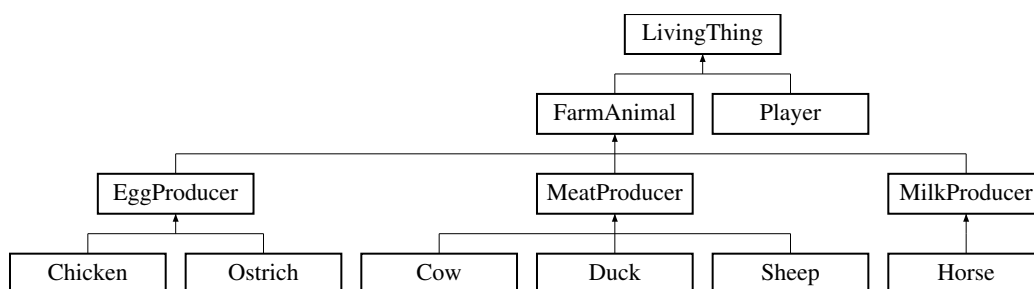 LivingThing
FarmAnimal Player
EggProducer MeatProducer MilkProducer
Chicken Ostrich Cow Duck Sheep Horse